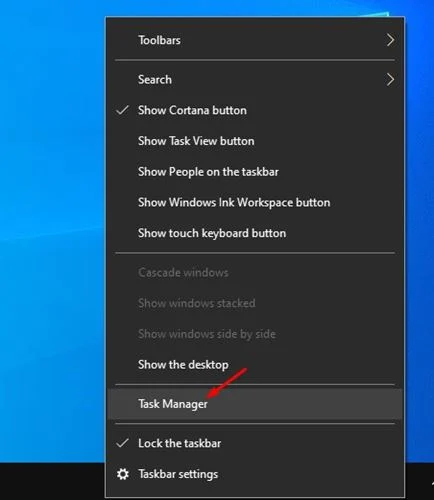 Toolbars
Search
Show Cortana button
Show Task View button
Show People on the taskbar
Show Windows Ink Workspace button
Show touch keyboard button
Cascade windows
Show windows stacked
Show windows side by side
Show the desktop
Task Manager
Lock the taskbar
Taskbar settings